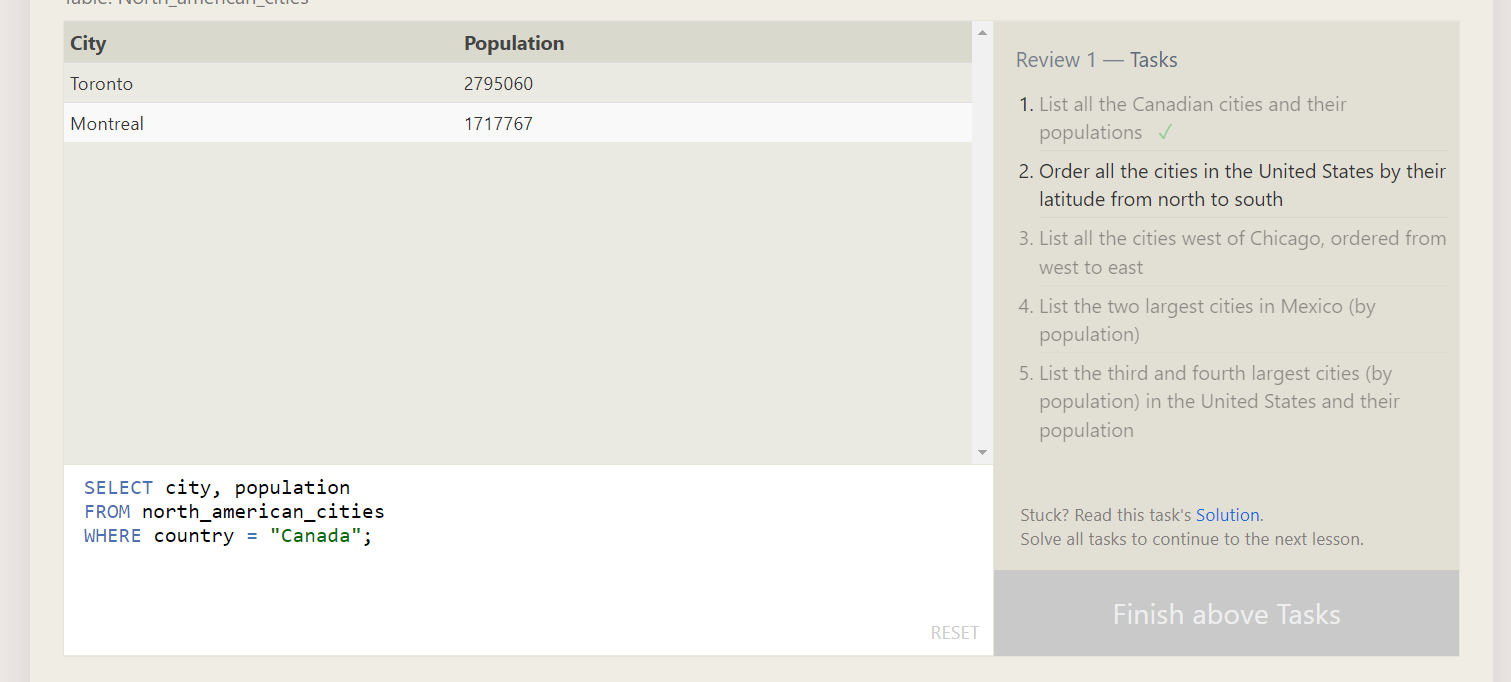 Table: North_american_cities
City Population
Toronto 2795060
Montreal 1717767
SELECT city, population
FROM north_american_cities
WHERE country = "Canada";
RESET
Review 1 — Tasks
1. List all the Canadian cities and their
populations ✓
2. Order all the cities in the United States by their
latitude from north to south
3. List all the cities west of Chicago, ordered from
west to east
4. List the two largest cities in Mexico (by
population)
5. List the third and fourth largest cities (by
population) in the United States and their
population
Stuck? Read this task's Solution.
Solve all tasks to continue to the next lesson.
Finish above Tasks